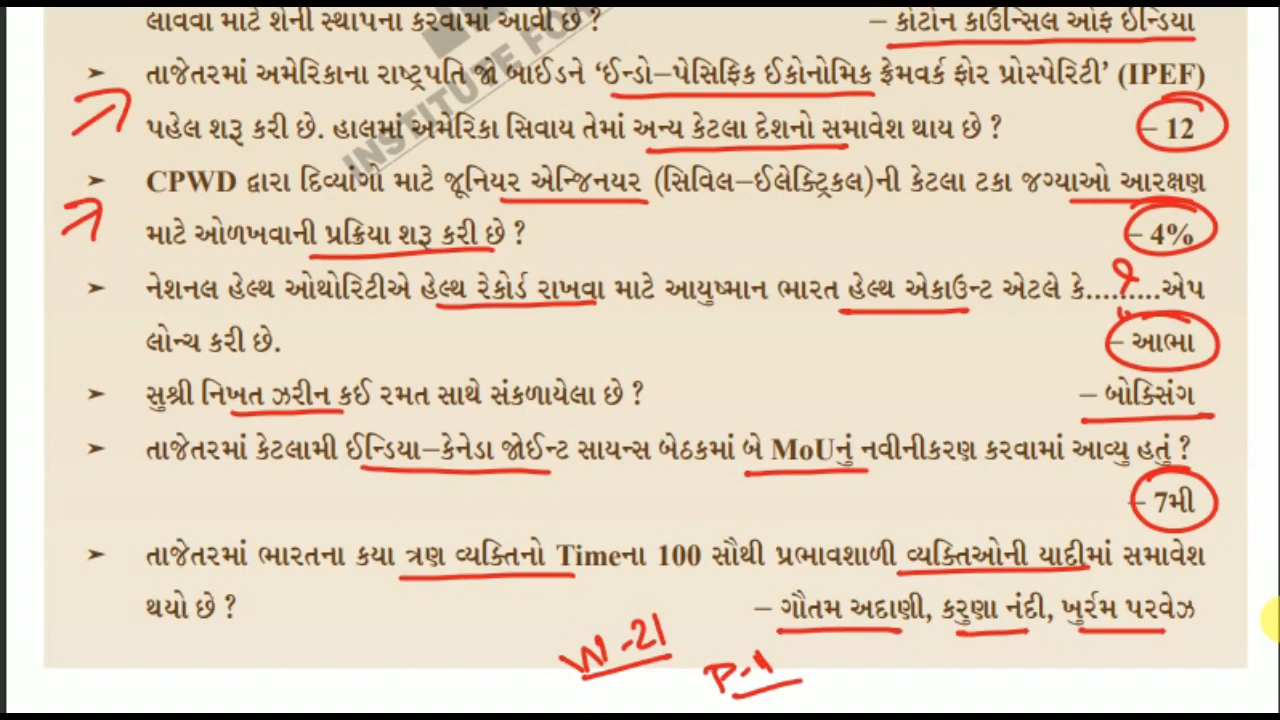 લાવવા માટે શેની સ્થાપના કરવામાં આવી છે ? – કોટોન કાઉન્સિલ ઓફ ઈન્ડિયા
➤ તાજેતરમાં અમેરિકાના રાષ્ટ્રપતિ જો બાઈડને ‘ઈન્ડો–પેસિફિક ઈકોનોમિક ફ્રેમવર્ક ફોર પ્રોસ્પેરિટી’ (IPEF)
પહેલ શરૂ કરી છે. હાલમાં અમેરિકા સિવાય તેમાં અન્ય કેટલા દેશનો સમાવેશ થાય છે ? – 12
➤ CPWD દ્વારા દિવ્યાંગો માટે જૂનિયર એન્જિનયર (સિવિલ–ઈલેક્ટ્રિકલ)ની કેટલા ટકા જગ્યાઓ આરક્ષણ
માટે ઓળખવાની પ્રક્રિયા શરૂ કરી છે ? – 4%
➤ નેશનલ હેલ્થ ઓથોરિટીએ હેલ્થ રેકોર્ડ રાખવા માટે આયુષ્માન ભારત હેલ્થ એકાઉન્ટ એટલે કે.........એપ
લોન્ચ કરી છે. – આભા
➤ સુશ્રી નિખત ઝરીન કઈ રમત સાથે સંકળાયેલા છે ? – બોક્સિંગ
➤ તાજેતરમાં કેટલામી ઈન્ડિયા–કેનેડા જોઈન્ટ સાયન્સ બેઠકમાં બે MoUનું નવીનીકરણ કરવામાં આવ્યુ હતું ?
– 7મી
➤ તાજેતરમાં ભારતના કયા ત્રણ વ્યક્તિનો Timeના 100 સૌથી પ્રભાવશાળી વ્યક્તિઓની યાદીમાં સમાવેશ
થયો છે ? – ગૌતમ અદાણી, કરુણા નંદી, ખુર્રમ પરવેઝ
W-21
INSTITUTE FOR